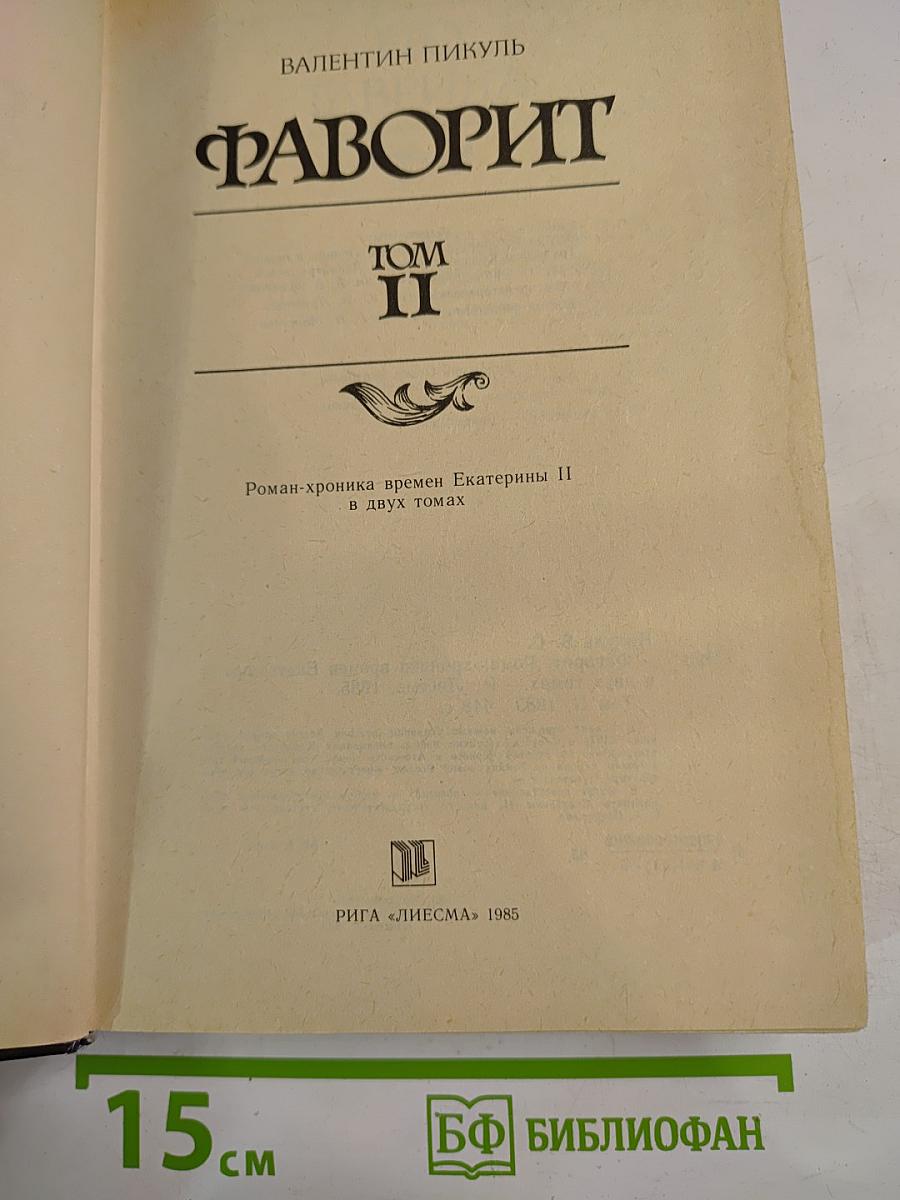 ВАЛЕНТИН ПИКУЛЬ
ФАВОРИТ
ТОМ
II
Роман-хроника времен Екатерины II
в двух томах
РИГА «ЛИЕСМА» 1985
15 см
БФ БИБЛИОФАН